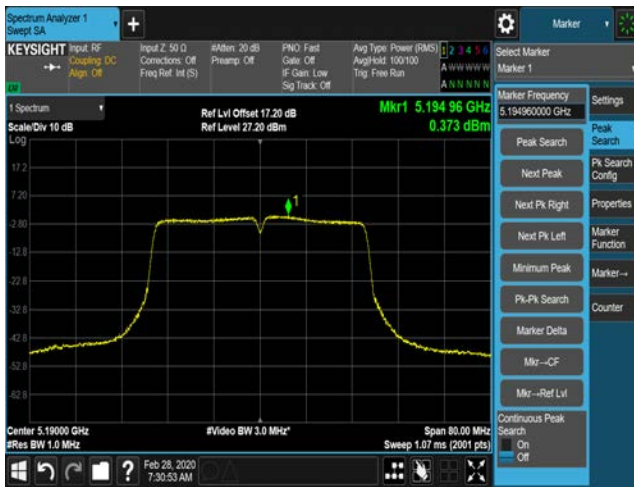 Spectrum Analyzer 1
Swept SA
+
Marker
KEYSIGHT Input: RF
Coupling: DC
Align: Off
Input Z: 50 Ω
Corrections: Off
Freq Ref: Int (S)
#Atten: 20 dB
Preamp: Off
PNO: Fast
Gate: Off
IF Gain: Low
Sig Track: Off
Avg Type: Power (RMS)
Avg|Hold: 100/100
Trig: Free Run
1 2 3 4 5 6
A W W W W W
A N N N N N
Select Marker
Marker 1
1 Spectrum
Scale/Div 10 dB
Log
Ref Lvl Offset 17.20 dB
Ref Level 27.20 dBm
Mkr1 5.194 96 GHz
0.373 dBm
17.2
7.20
-2.80
-12.8
-22.8
-32.8
-42.8
-52.8
-62.8
1
Center 5.19000 GHz
#Res BW 1.0 MHz
#Video BW 3.0 MHz*
Span 80.00 MHz
Sweep 1.07 ms (2001 pts)
Marker Frequency
5.194960000 GHz
Peak Search
Next Peak
Next Pk Right
Next Pk Left
Minimum Peak
Pk-Pk Search
Marker Delta
Mkr→CF
Mkr→Ref Lvl
Continuous Peak
Search
On
Off
Settings
Peak
Search
Pk Search
Config
Properties
Marker
Function
Marker→
Counter
?
Feb 28, 2020
7:30:53 AM